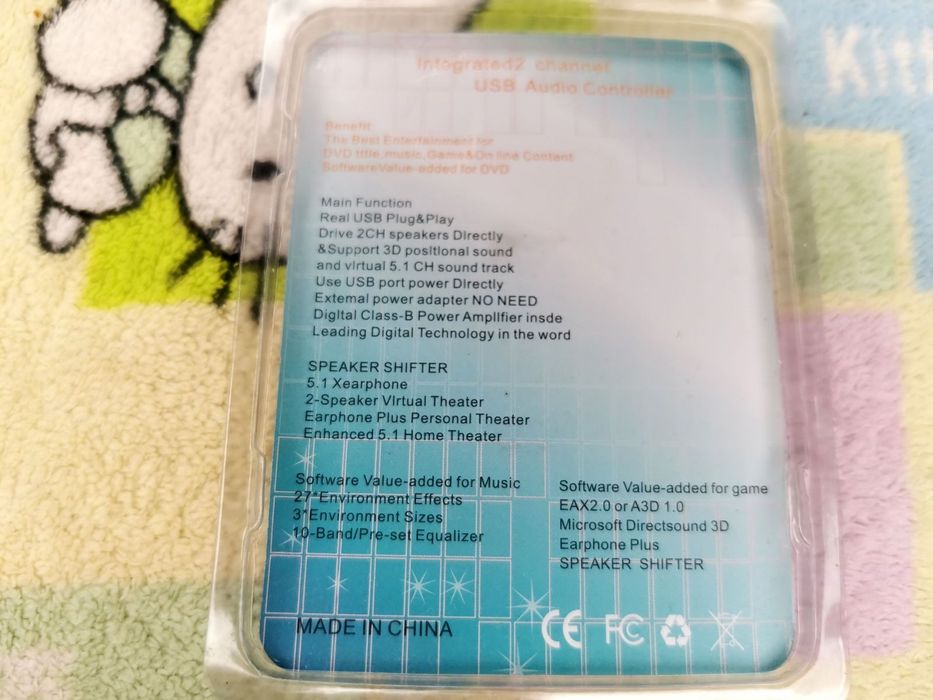 Integrated2 channel
USB Audio Controller
Benefit:
The Best Entertainment for
DVD title,music,Game&On line Content
SoftwareValue-added for DVD
Main Function
Real USB Plug&Play
Drive 2CH speakers Directly
&Support 3D positional sound
and virtual 5.1 CH sound track
Use USB port power Directly
External power adapter NO NEED
Digital Class-B Power Amplifier insde
Leading Digital Technology in the word
SPEAKER SHIFTER
5.1 Xearphone
2-Speaker Virtual Theater
Earphone Plus Personal Theater
Enhanced 5.1 Home Theater
Software Value-added for Music
27*Environment Effects
3*Environment Sizes
10-Band/Pre-set Equalizer
Software Value-added for game
EAX2.0 or A3D 1.0
Microsoft Directsound 3D
Earphone Plus
SPEAKER SHIFTER
MADE IN CHINA
CE FC